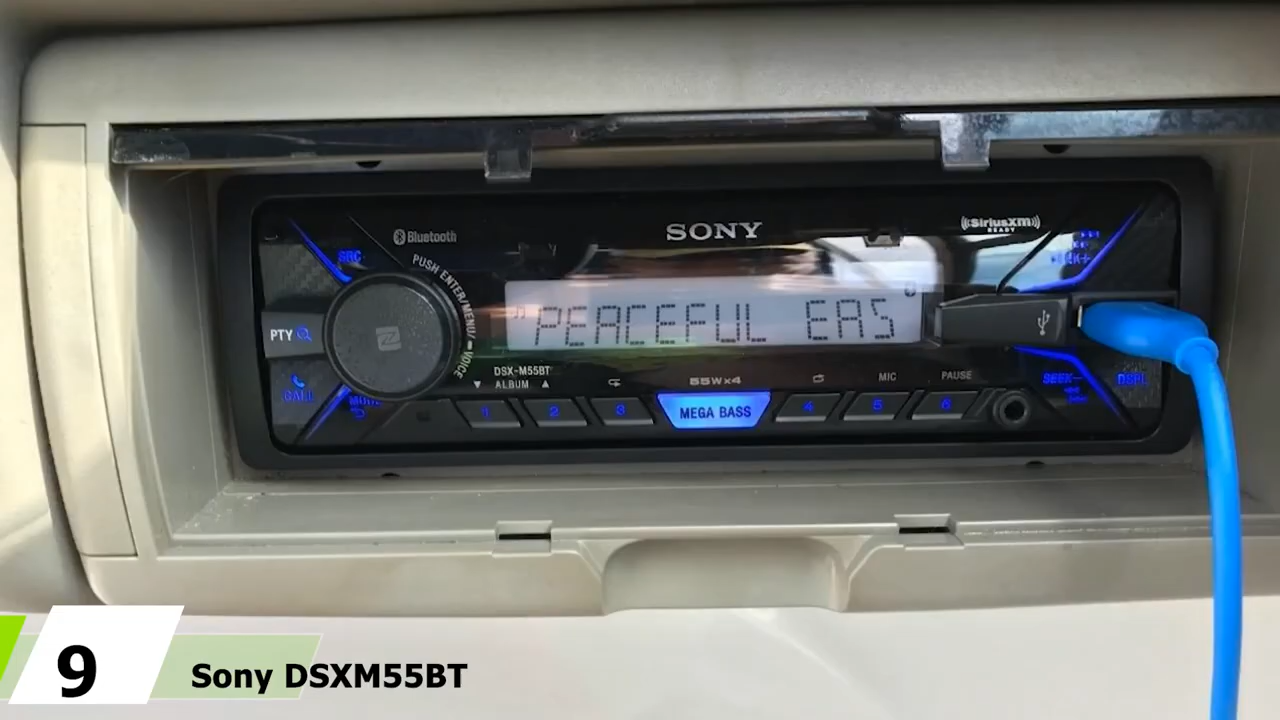 SRC
Bluetooth
SONY
((SiriusXM))
READY
PUSH ENTER/MENU/
VOICE
PTY
PEACEFUL EAS
CALL
DSX-M55BT
▼ ALBUM ▲
55W×4
MIC
PAUSE
SEEK-
DSPL
1
2
3
MEGA BASS
4
5
6
9
Sony DSXM55BT